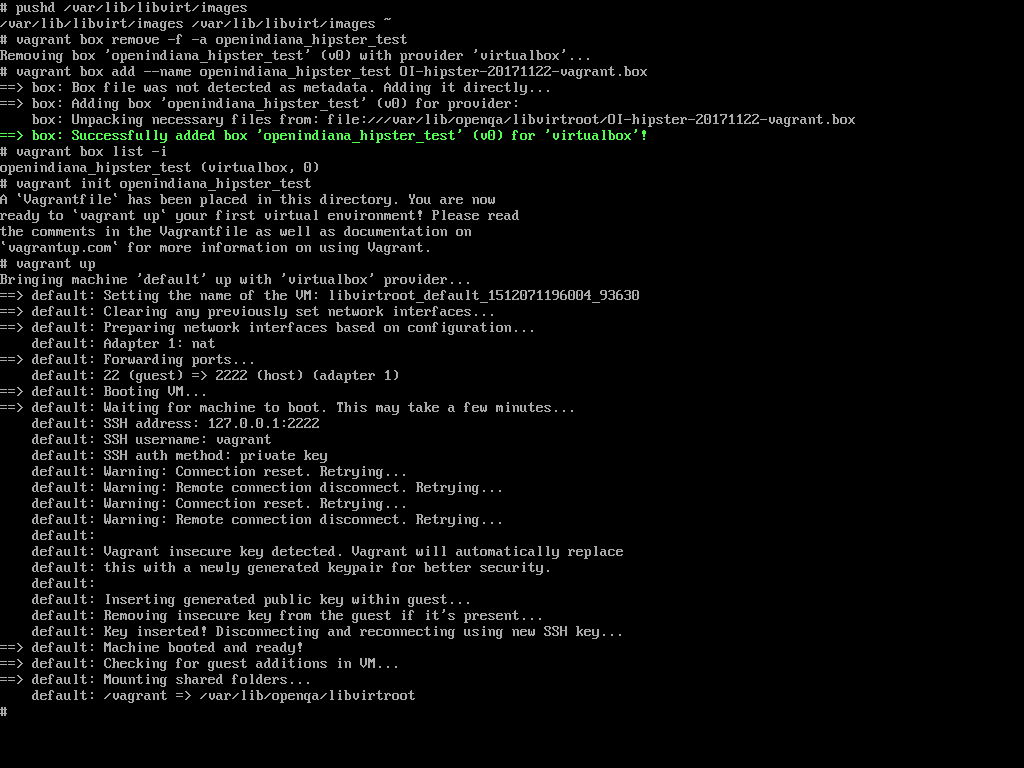 # pushd /var/lib/libvirt/images
/var/lib/libvirt/images /var/lib/libvirt/images ~
# vagrant box remove -f -a openindiana_hipster_test
Removing box 'openindiana_hipster_test' (v0) with provider 'virtualbox'...
# vagrant box add --name openindiana_hipster_test OI-hipster-20171122-vagrant.box
==> box: Box file was not detected as metadata. Adding it directly...
==> box: Adding box 'openindiana_hipster_test' (v0) for provider:
    box: Unpacking necessary files from: file:///var/lib/openqa/libvirtroot/OI-hipster-20171122-vagrant.box
==> box: Successfully added box 'openindiana_hipster_test' (v0) for 'virtualbox'!
# vagrant box list -i
openindiana_hipster_test (virtualbox, 0)
# vagrant init openindiana_hipster_test
A `Vagrantfile` has been placed in this directory. You are now
ready to `vagrant up` your first virtual environment! Please read
the comments in the Vagrantfile as well as documentation on
`vagrantup.com` for more information on using Vagrant.
# vagrant up
Bringing machine 'default' up with 'virtualbox' provider...
==> default: Setting the name of the VM: libvirtroot_default_1512071196004_93630
==> default: Clearing any previously set network interfaces...
==> default: Preparing network interfaces based on configuration...
    default: Adapter 1: nat
==> default: Forwarding ports...
    default: 22 (guest) => 2222 (host) (adapter 1)
==> default: Booting VM...
==> default: Waiting for machine to boot. This may take a few minutes...
    default: SSH address: 127.0.0.1:2222
    default: SSH username: vagrant
    default: SSH auth method: private key
    default: Warning: Connection reset. Retrying...
    default: Warning: Remote connection disconnect. Retrying...
    default: Warning: Connection reset. Retrying...
    default: Warning: Remote connection disconnect. Retrying...
    default:
    default: Vagrant insecure key detected. Vagrant will automatically replace
    default: this with a newly generated keypair for better security.
    default:
    default: Inserting generated public key within guest...
    default: Removing insecure key from the guest if it's present...
    default: Key inserted! Disconnecting and reconnecting using new SSH key...
==> default: Machine booted and ready!
==> default: Checking for guest additions in VM...
==> default: Mounting shared folders...
    default: /vagrant => /var/lib/openqa/libvirtroot
#